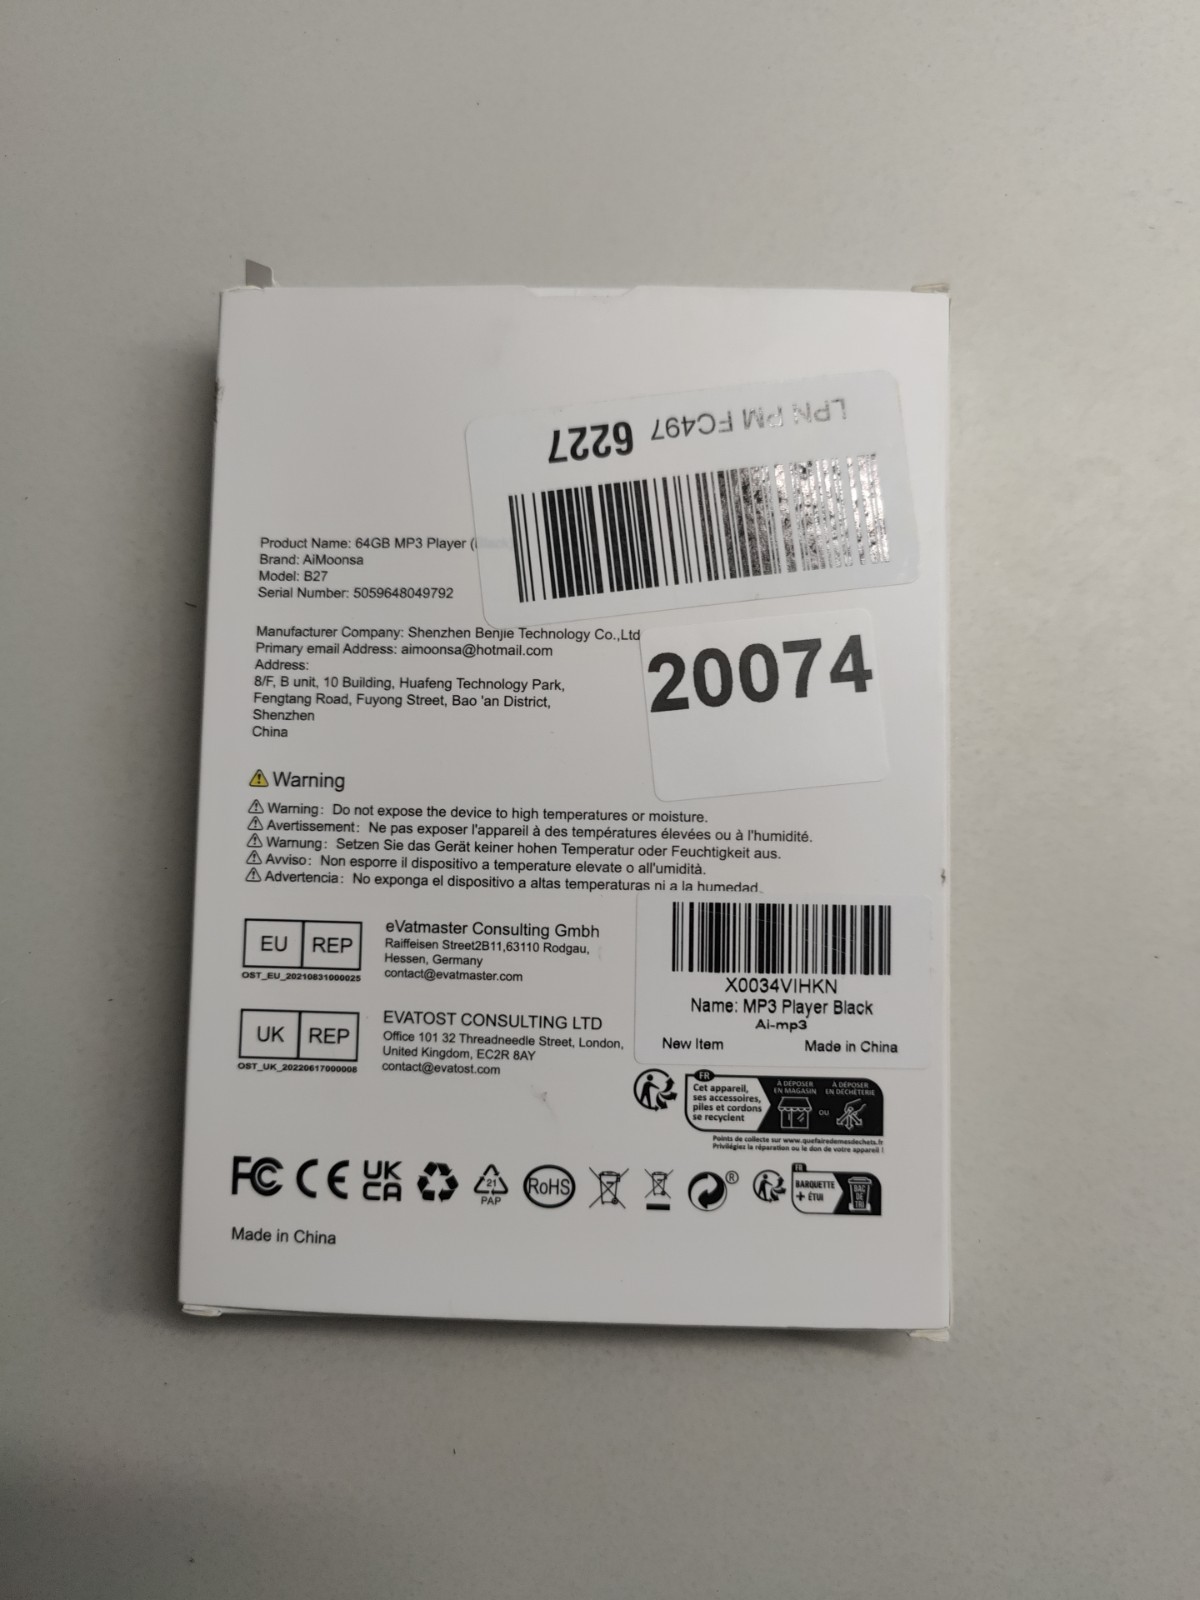 LPN PM FC497 6227
Product Name: 64GB MP3 Player (
Brand: AiMoonsa
Model: B27
Serial Number: 5059648049792
20074
Manufacturer Company: Shenzhen Benjie Technology Co.,Ltd
Primary email Address: aimoonsa@hotmail.com
Address:
8/F, B unit, 10 Building, Huafeng Technology Park,
Fengtang Road, Fuyong Street, Bao 'an District,
Shenzhen
China
Warning
Warning: Do not expose the device to high temperatures or moisture.
Avertissement: Ne pas exposer l'appareil à des températures élevées ou à l'humidité.
Warnung: Setzen Sie das Gerät keiner hohen Temperatur oder Feuchtigkeit aus.
Avviso: Non esporre il dispositivo a temperature elevate o all'umidità.
Advertencia: No exponga el dispositivo a altas temperaturas ni a la humedad.
EU REP
OST_EU_20210831000025
eVatmaster Consulting Gmbh
Raiffeisen Street2B11,63110 Rodgau,
Hessen, Germany
contact@evatmaster.com
UK REP
OST_UK_20220617000008
EVATOST CONSULTING LTD
Office 101 32 Threadneedle Street, London,
United Kingdom, EC2R 8AY
contact@evatost.com
X0034VIHKN
Name: MP3 Player Black
Ai-mp3
New Item Made in China
FR
Cet appareil,
ses accessoires,
piles et cordons
se recyclent
À DÉPOSER
EN MAGASIN
OU
À DÉPOSER
EN DÉCHÈTERIE
Points de collecte sur www.quefairedemesdechets.fr
Privilégiez la réparation ou le don de votre appareil !
FC CE UK
CA
21
PAP
RoHS
®
FR
BARQUETTE
+ ÉTUI
BAC
DE
TRI
Made in China